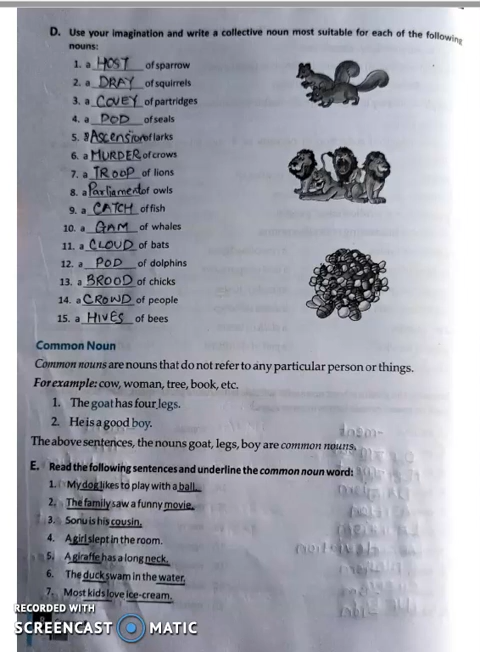 D. Use your imagination and write a collective noun most suitable for each of the following
nouns:
1. a HOST of sparrow
2. a DRAY of squirrels
3. a COVEY of partridges
4. a POD of seals
5. a Ascension of larks
6. a MURDER of crows
7. a TROOP of lions
8. a Parliament of owls
9. a CATCH of fish
10. a GAM of whales
11. a CLOUD of bats
12. a POD of dolphins
13. a BROOD of chicks
14. a CROWD of people
15. a HIVES of bees
Common Noun
Common nouns are nouns that do not refer to any particular person or things.
For example: cow, woman, tree, book, etc.
1. The goat has four legs.
2. He is a good boy.
The above sentences, the nouns goat, legs, boy are common nouns.
E. Read the following sentences and underline the common noun word:
1. My dog likes to play with a ball.
2. The family saw a funny movie.
3. Sonu is his cousin.
4. A girl slept in the room.
5. A giraffe has a long neck.
6. The duck swam in the water.
7. Most kids love ice-cream.
RECORDED WITH
SCREENCAST MATIC